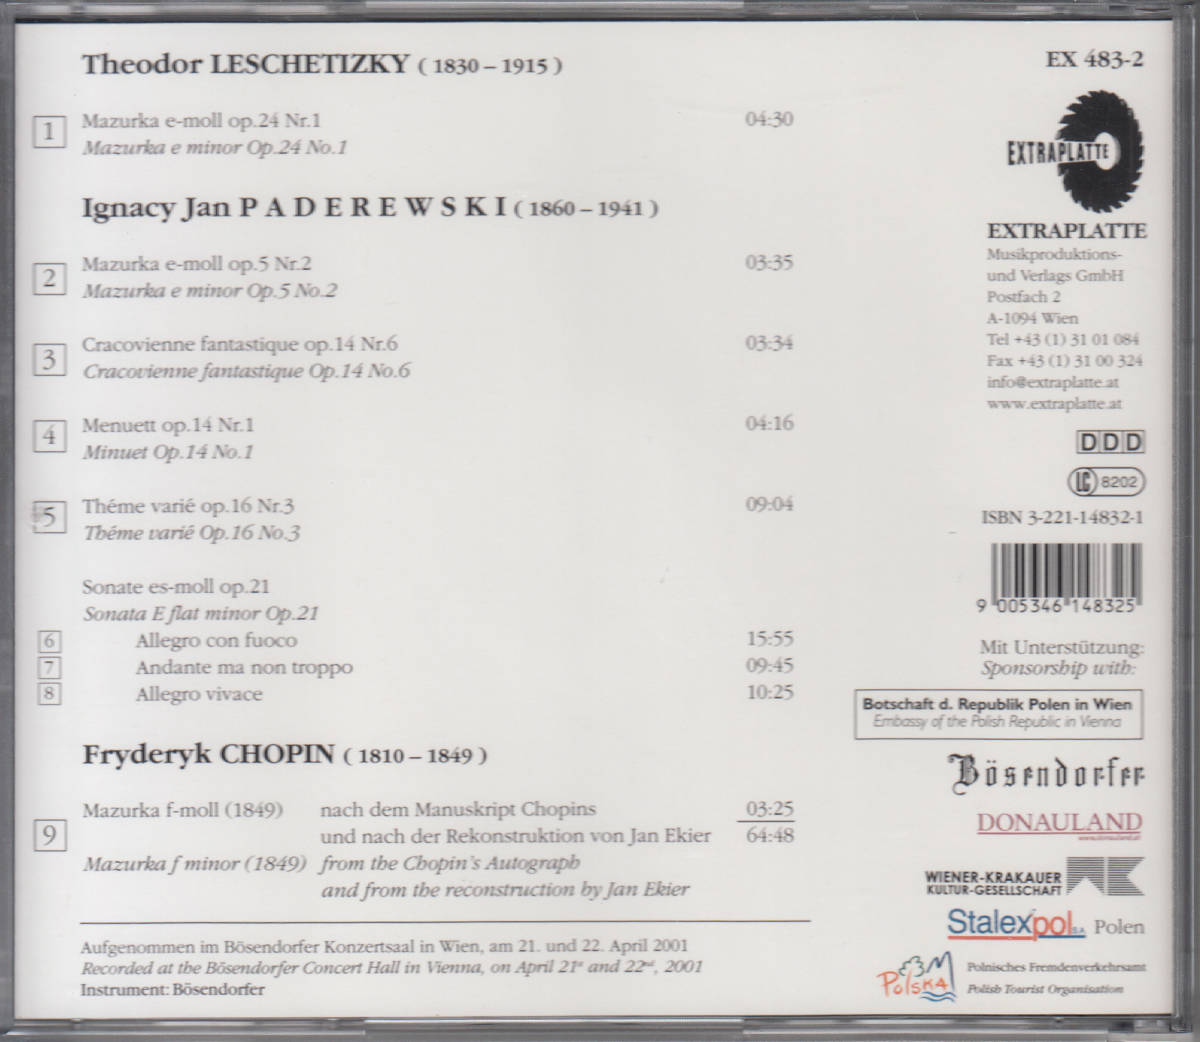 Theodor LESCHETIZKY ( 1830 – 1915 )
1 Mazurka e-moll op.24 Nr.1 04:30
Mazurka e minor Op.24 No.1
Ignacy Jan P A D E R E W S K I ( 1860 – 1941 )
2 Mazurka e-moll op.5 Nr.2 03:35
Mazurka e minor Op.5 No.2
3 Cracovienne fantastique op.14 Nr.6 03:34
Cracovienne fantastique Op.14 No.6
4 Menuett op.14 Nr.1 04:16
Minuet Op.14 No.1
5 Théme varié op.16 Nr.3 09:04
Théme varié Op.16 No.3
Sonate es-moll op.21
Sonata E flat minor Op.21
6 Allegro con fuoco 15:55
7 Andante ma non troppo 09:45
8 Allegro vivace 10:25
Fryderyk CHOPIN ( 1810 – 1849 )
9 Mazurka f-moll (1849) nach dem Manuskript Chopins 03:25
und nach der Rekonstruktion von Jan Ekier 64:48
Mazurka f minor (1849) from the Chopin's Autograph
and from the reconstruction by Jan Ekier
Aufgenommen im Bösendorfer Konzertsaal in Wien, am 21. und 22. April 2001
Recorded at the Bösendorfer Concert Hall in Vienna, on April 21st and 22nd, 2001
Instrument: Bösendorfer
EX 483-2
EXTRAPLATTE
EXTRAPLATTE
Musikproduktions-
und Verlags GmbH
Postfach 2
A-1094 Wien
Tel +43 (1) 31 01 084
Fax +43 (1) 31 00 324
info@extraplatte.at
www.extraplatte.at
DDD
LC 8202
ISBN 3-221-14832-1
9 005346 148325
Mit Unterstützung:
Sponsorship with:
Botschaft d. Republik Polen in Wien
Embassy of the Polish Republic in Vienna
Bösendorfer
DONAULAND
www.donauland.at
WIENER-KRAKAUER
KULTUR-GESELLSCHAFT
Stalexpol S.A. Polen
POLSKA
Polnisches Fremdenverkehrsamt
Polish Tourist Organisation